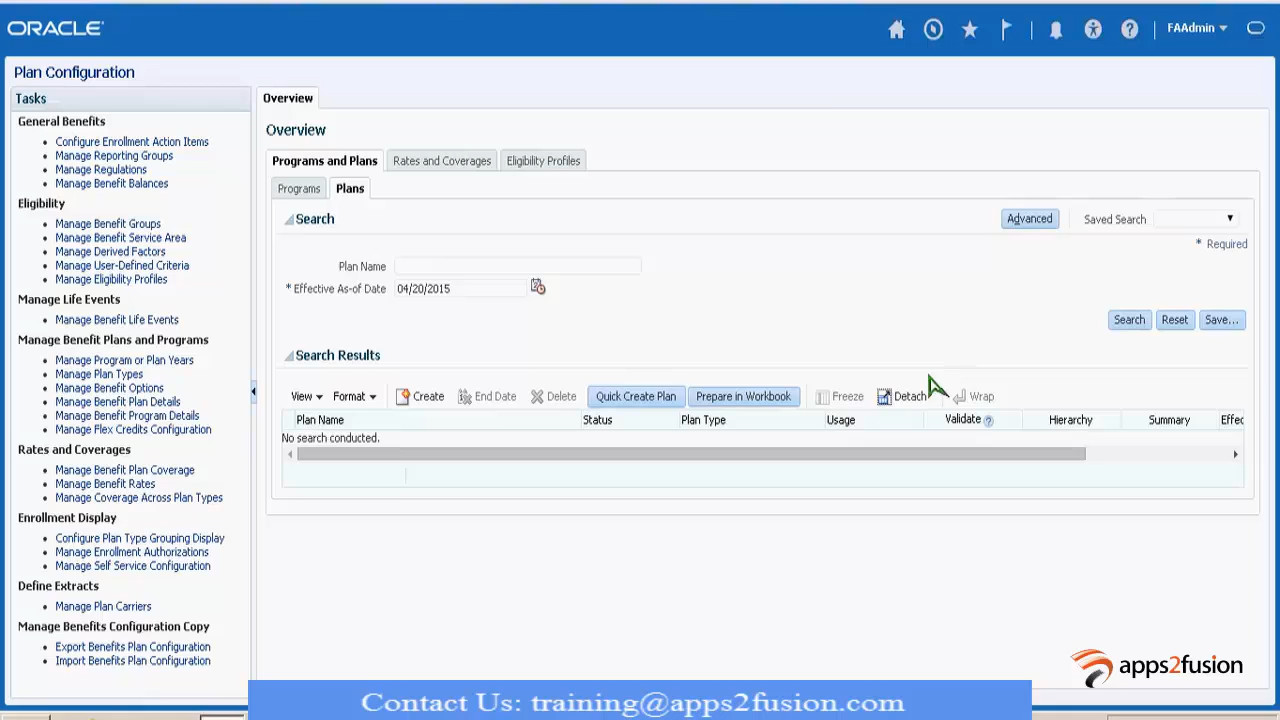 ORACLE
FAAdmin
Plan Configuration
Tasks
General Benefits
Configure Enrollment Action Items
Manage Reporting Groups
Manage Regulations
Manage Benefit Balances
Eligibility
Manage Benefit Groups
Manage Benefit Service Area
Manage Derived Factors
Manage User-Defined Criteria
Manage Eligibility Profiles
Manage Life Events
Manage Benefit Life Events
Manage Benefit Plans and Programs
Manage Program or Plan Years
Manage Plan Types
Manage Benefit Options
Manage Benefit Plan Details
Manage Benefit Program Details
Manage Flex Credits Configuration
Rates and Coverages
Manage Benefit Plan Coverage
Manage Benefit Rates
Manage Coverage Across Plan Types
Enrollment Display
Configure Plan Type Grouping Display
Manage Enrollment Authorizations
Manage Self Service Configuration
Define Extracts
Manage Plan Carriers
Manage Benefits Configuration Copy
Export Benefits Plan Configuration
Import Benefits Plan Configuration
Overview
Overview
Programs and Plans Rates and Coverages Eligibility Profiles
Programs Plans
Search Advanced Saved Search
* Required
Plan Name
* Effective As-of Date 04/20/2015
Search Reset Save...
Search Results
View Format Create End Date Delete Quick Create Plan Prepare in Workbook Freeze Detach Wrap
Plan Name Status Plan Type Usage Validate Hierarchy Summary Effec
No search conducted.
apps2fusion
Contact Us: training@apps2fusion.com